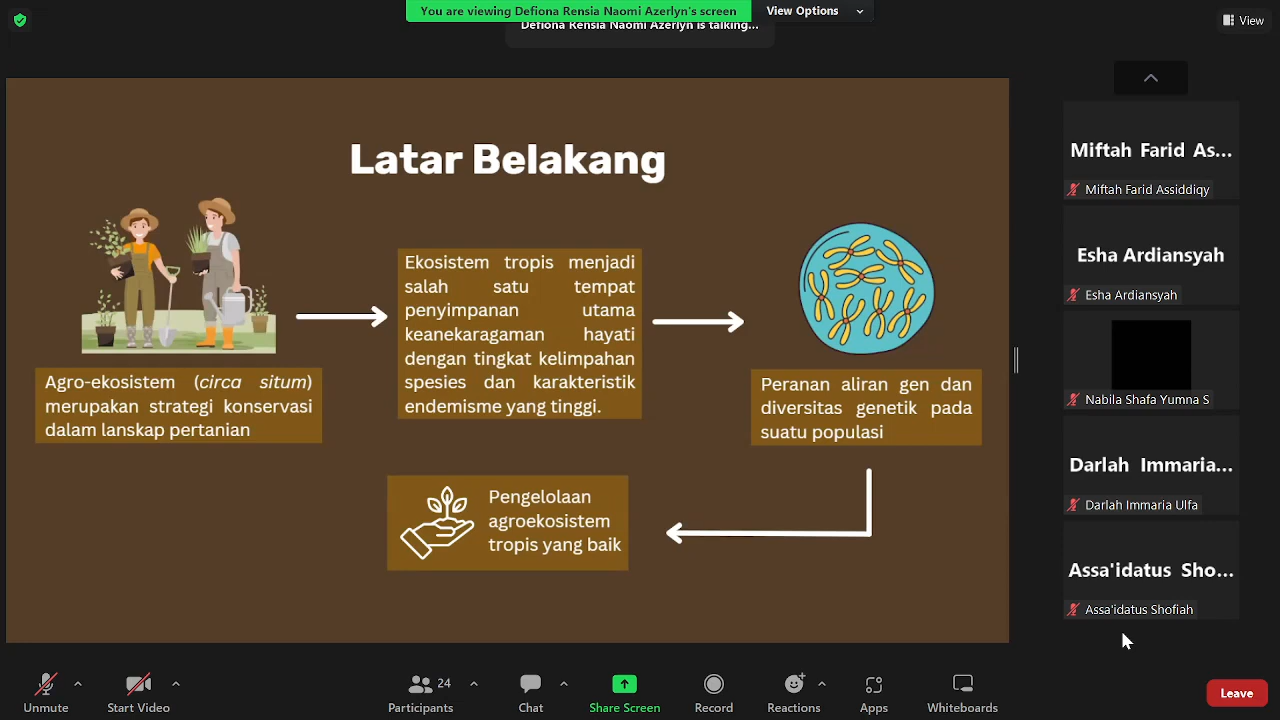 You are viewing Defiona Rensia Naomi Azerlyn's screen
View Options
Defiona Rensia Naomi Azerlyn is talking...
View
Latar Belakang
Agro-ekosistem (circa situm)
merupakan strategi konservasi
dalam lanskap pertanian
Ekosistem tropis menjadi
salah satu tempat
penyimpanan utama
keanekaragaman hayati
dengan tingkat kelimpahan
spesies dan karakteristik
endemisme yang tinggi.
Peranan aliran gen dan
diversitas genetik pada
suatu populasi
Pengelolaan
agroekosistem
tropis yang baik
Miftah Farid As...
Miftah Farid Assiddiqy
Esha Ardiansyah
Esha Ardiansyah
Nabila Shafa Yumna S
Darlah Immaria...
Darlah Immaria Ulfa
Assa'idatus Sho...
Assa'idatus Shofiah
Unmute
Start Video
24
Participants
Chat
Share Screen
Record
Reactions
Apps
Whiteboards
Leave